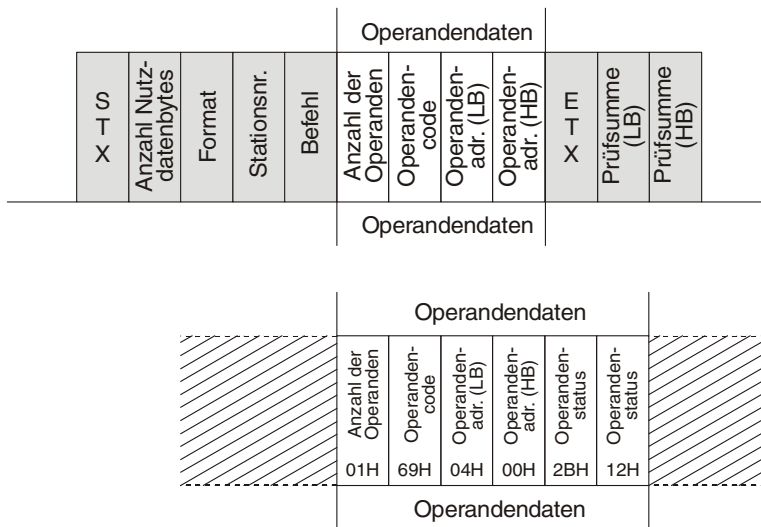 Operandendaten
S
T
X
Anzahl Nutz-
datenbytes
Format
Stationsnr.
Befehl
Anzahl der
Operanden
Operanden-
code
Operanden-
adr. (LB)
Operanden-
adr. (HB)
E
T
X
Prüfsumme
(LB)
Prüfsumme
(HB)
Operandendaten
Operandendaten
Anzahl der
Operanden
Operanden-
code
Operanden-
adr. (LB)
Operanden-
adr. (HB)
Operanden-
status
Operanden-
status
01H 69H 04H 00H 2BH 12H
Operandendaten